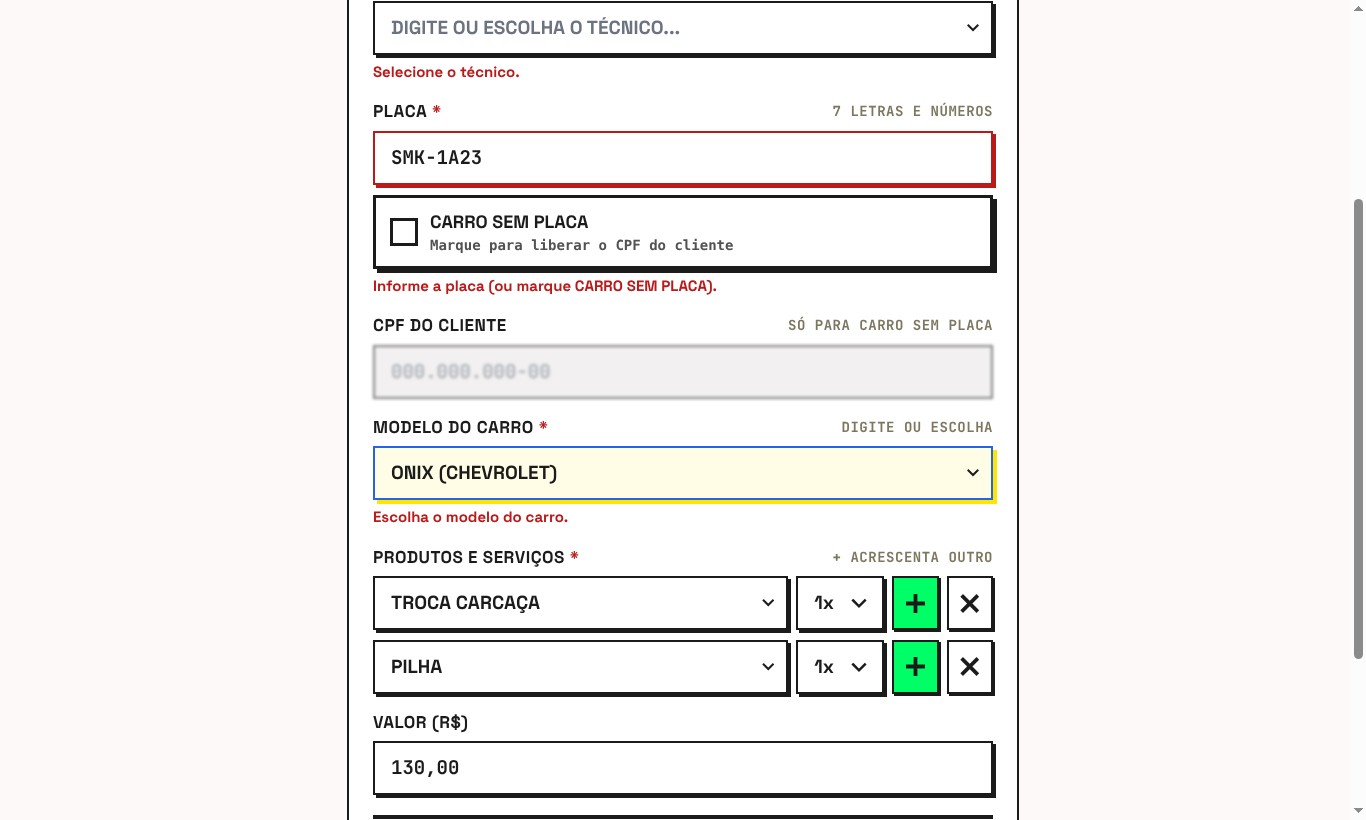 DIGITE OU ESCOLHA O TÉCNICO...
Selecione o técnico.
PLACA * 7 LETRAS E NÚMEROS
SMK-1A23
CARRO SEM PLACA
Marque para liberar o CPF do cliente
Informe a placa (ou marque CARRO SEM PLACA).
CPF DO CLIENTE SÓ PARA CARRO SEM PLACA
000.000.000-00
MODELO DO CARRO * DIGITE OU ESCOLHA
ONIX (CHEVROLET)
Escolha o modelo do carro.
PRODUTOS E SERVIÇOS * + ACRESCENTA OUTRO
TROCA CARCAÇA 1x + ×
PILHA 1x + ×
VALOR (R$)
130,00